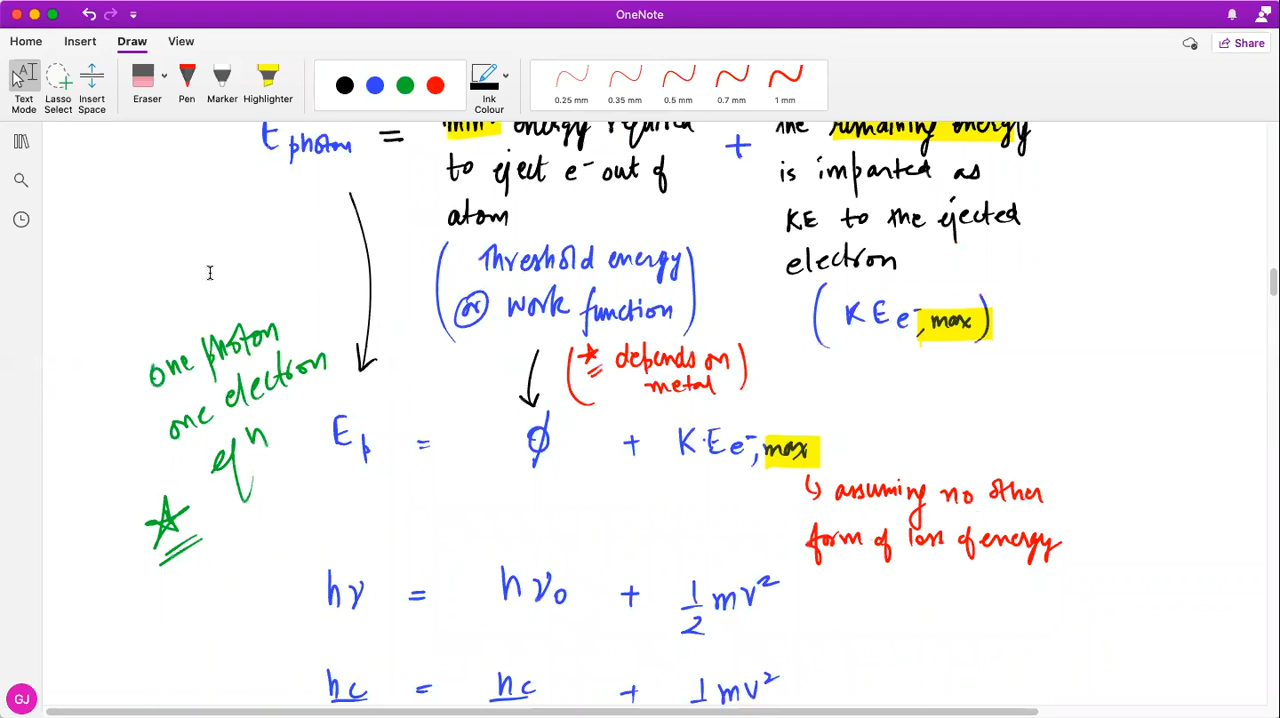 OneNote
Home Insert Draw View
Share
Text Mode
Lasso Select
Insert Space
Eraser
Pen
Marker
Highlighter
Ink Colour
0.25 mm 0.35 mm 0.5 mm 0.7 mm 1 mm
E photon = min. energy required + the remaining energy
to eject e⁻ out of is imparted as
atom KE to the ejected
electron
( threshold energy
(or) work function )
( KE e⁻, max )
( * depends on
metal )
one photon
one electron
eqⁿ
E p = ϕ + K.E e⁻, max
↳ assuming no other
form of loss of energy
hν = hν₀ + 1/2 mv²
hc = hc + 1 mv²
GJ